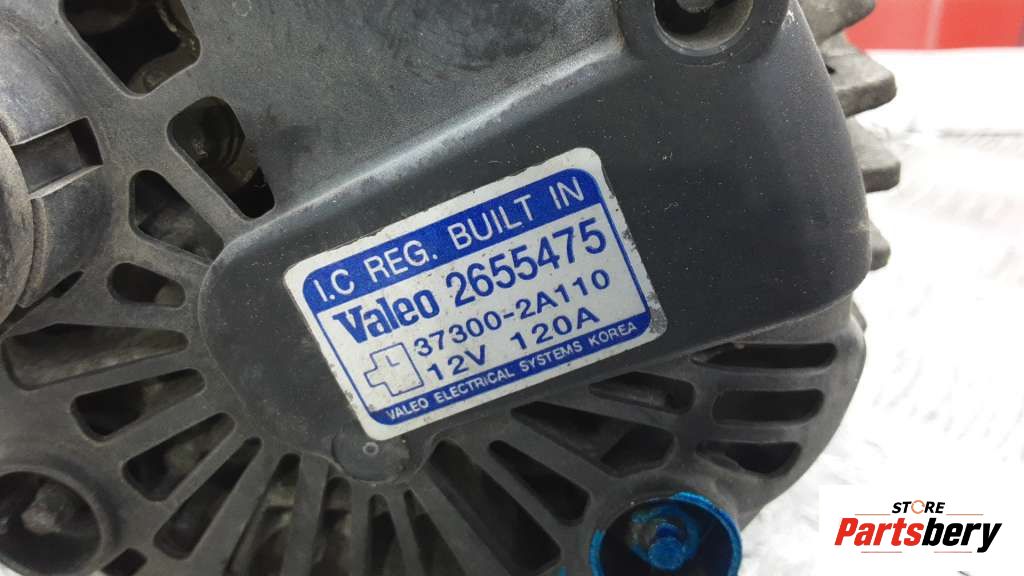 I.C REG. BUILT IN
Valeo 2655475
37300-2A110
12V 120A
VALEO ELECTRICAL SYSTEMS KOREA
STORE
Partsbery